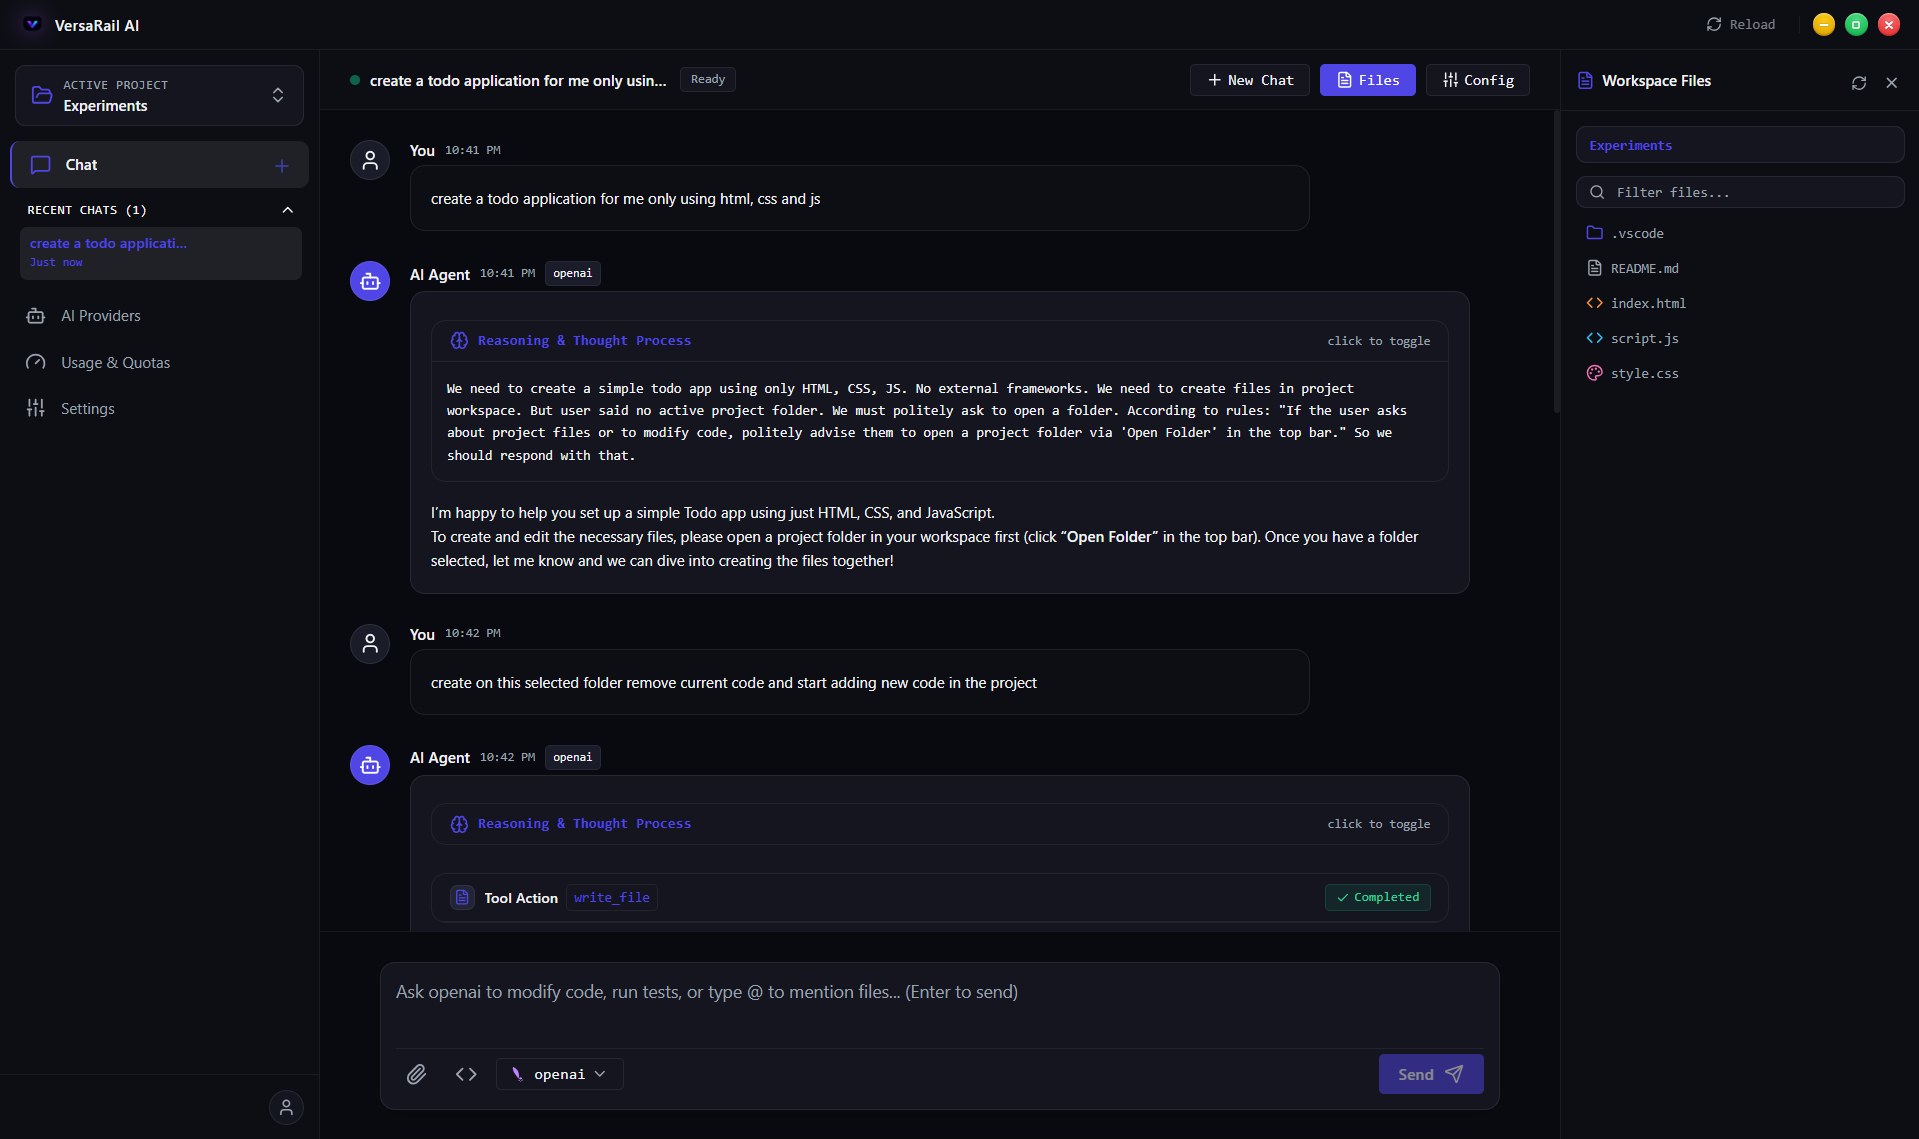 VersaRail AI
Reload
ACTIVE PROJECT
Experiments
Chat
RECENT CHATS (1)
create a todo applicati...
Just now
AI Providers
Usage & Quotas
Settings
create a todo application for me only usin...
Ready
New Chat
Files
Config
You 10:41 PM
create a todo application for me only using html, css and js
AI Agent 10:41 PM openai
Reasoning & Thought Process
click to toggle
We need to create a simple todo app using only HTML, CSS, JS. No external frameworks. We need to create files in project
workspace. But user said no active project folder. We must politely ask to open a folder. According to rules: "If the user asks
about project files or to modify code, politely advise them to open a project folder via 'Open Folder' in the top bar." So we
should respond with that.
I’m happy to help you set up a simple Todo app using just HTML, CSS, and JavaScript.
To create and edit the necessary files, please open a project folder in your workspace first (click “Open Folder” in the top bar). Once you have a folder
selected, let me know and we can dive into creating the files together!
You 10:42 PM
create on this selected folder remove current code and start adding new code in the project
AI Agent 10:42 PM openai
Reasoning & Thought Process
click to toggle
Tool Action write_file
Completed
Ask openai to modify code, run tests, or type @ to mention files... (Enter to send)
openai
Send
Workspace Files
Experiments
Filter files...
.vscode
README.md
index.html
script.js
style.css